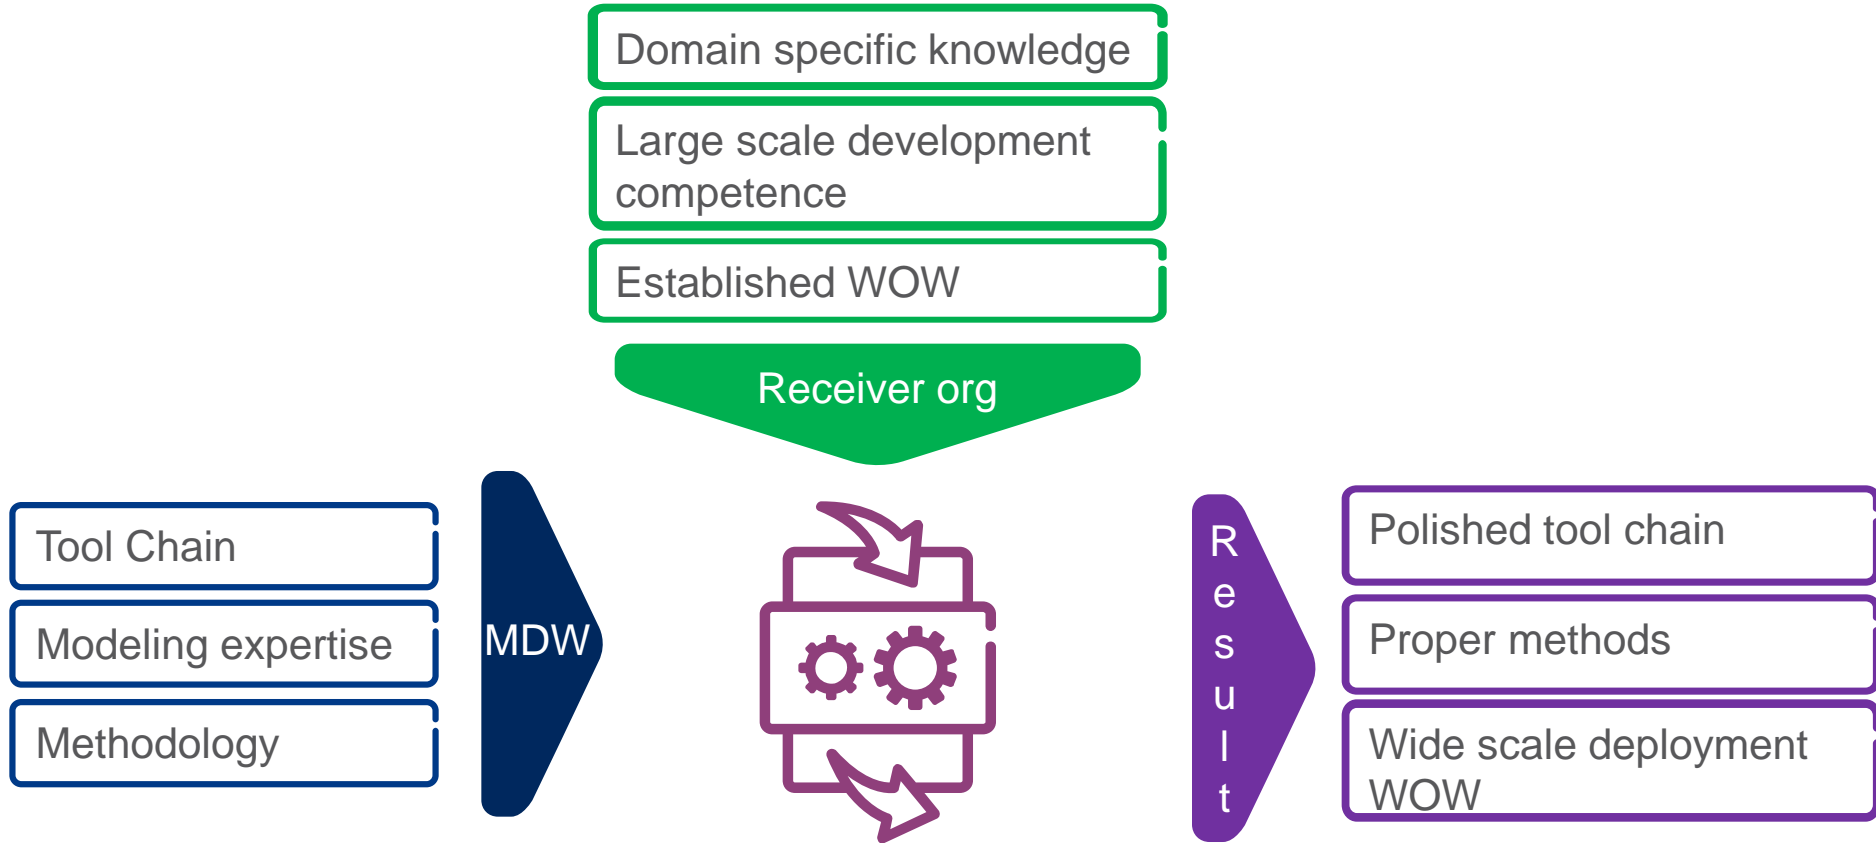 Domain specific knowledge
Large scale development
competence
Established WOW
Receiver org
Tool Chain
Modeling expertise
Methodology
MDW
Result
Polished tool chain
Proper methods
Wide scale deployment
WOW